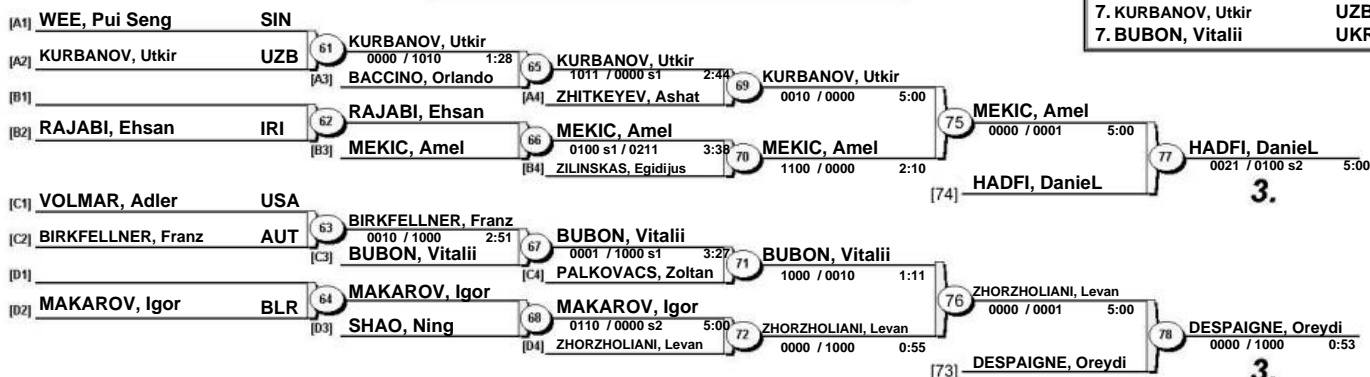 7. KURBANOV, Utkir UZB
7. BUBON, Vitalii UKR
[A1] WEE, Pui Seng SIN
[A2] KURBANOV, Utkir UZB
61
KURBANOV, Utkir
0000 / 1010 1:28
[A3] BACCINO, Orlando
65
KURBANOV, Utkir
1011 / 0000 s1 2:44
[A4] ZHITKEYEV, Ashat
69
KURBANOV, Utkir
0010 / 0000 5:00
[B1]
[B2] RAJABI, Ehsan IRI
62
RAJABI, Ehsan
[B3] MEKIC, Amel
66
MEKIC, Amel
0100 s1 / 0211 3:38
[B4] ZILINSKAS, Egidijus
70
MEKIC, Amel
1100 / 0000 2:10
75
MEKIC, Amel
0000 / 0001 5:00
[74] HADFI, DanieL
77
HADFI, DanieL
0021 / 0100 s2 5:00
3.
[C1] VOLMAR, Adler USA
[C2] BIRKFELLNER, Franz AUT
63
BIRKFELLNER, Franz
0010 / 1000 2:51
[C3] BUBON, Vitalii
67
BUBON, Vitalii
0001 / 1000 s1 3:27
[C4] PALKOVACS, Zoltan
71
BUBON, Vitalii
1000 / 0010 1:11
[D1]
[D2] MAKAROV, Igor BLR
64
MAKAROV, Igor
[D3] SHAO, Ning
68
MAKAROV, Igor
0110 / 0000 s2 5:00
[D4] ZHORZHOLIANI, Levan
72
ZHORZHOLIANI, Levan
0000 / 1000 0:55
76
ZHORZHOLIANI, Levan
0000 / 0001 5:00
[73] DESPAIGNE, Oreydi
78
DESPAIGNE, Oreydi
0000 / 1000 0:53
3.